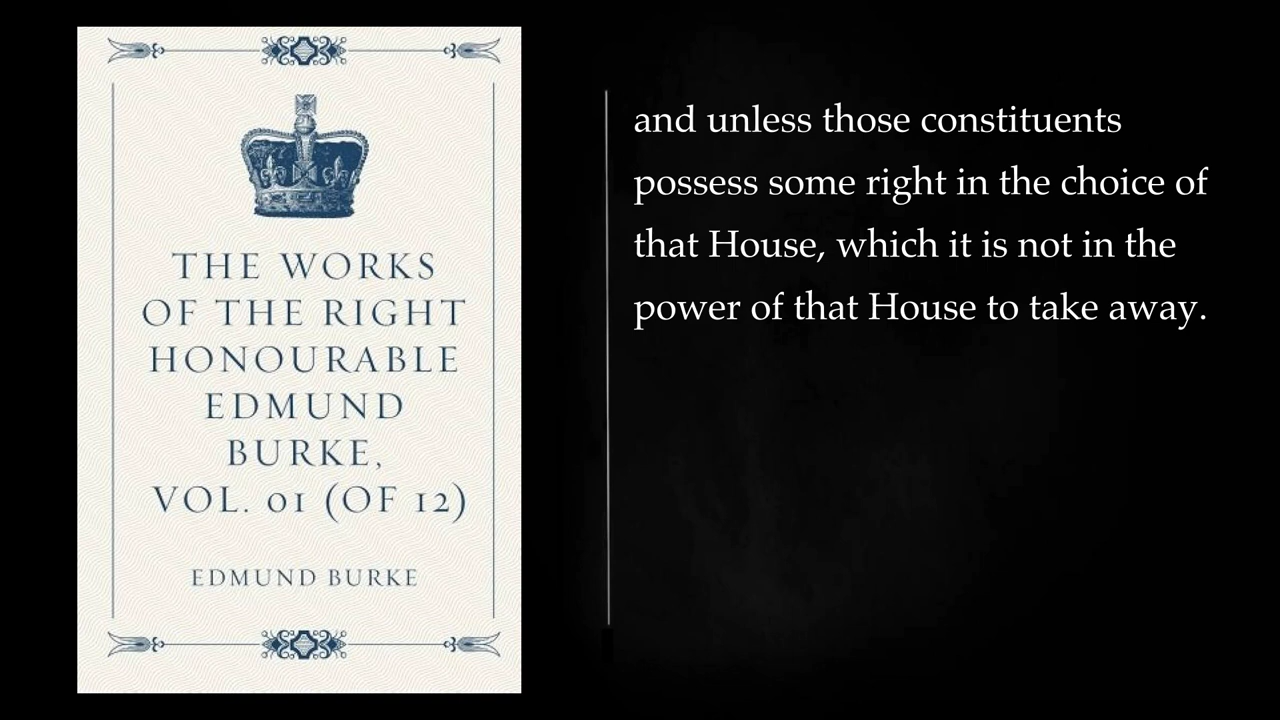 THE WORKS
OF THE RIGHT
HONOURABLE
EDMUND
BURKE,
VOL. 01 (OF 12)
EDMUND BURKE
and unless those constituents
possess some right in the choice of
that House, which it is not in the
power of that House to take away.